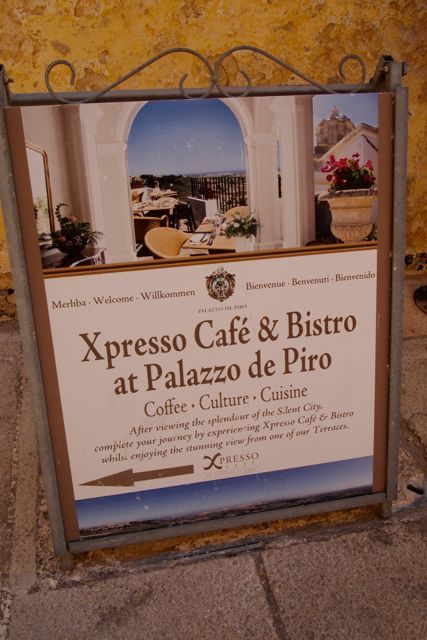 Merhba · Welcome · Willkommen
Bienvenue · Benvenuti · Bienvenido
PALAZZO DE PIRO
Xpresso Café & Bistro
at Palazzo de Piro
Coffee · Culture · Cuisine
After viewing the splendour of the Silent City,
complete your journey by experiencing Xpresso Café & Bistro
whilst enjoying the stunning view from one of our Terraces.
XPRESSO
CAFÉ